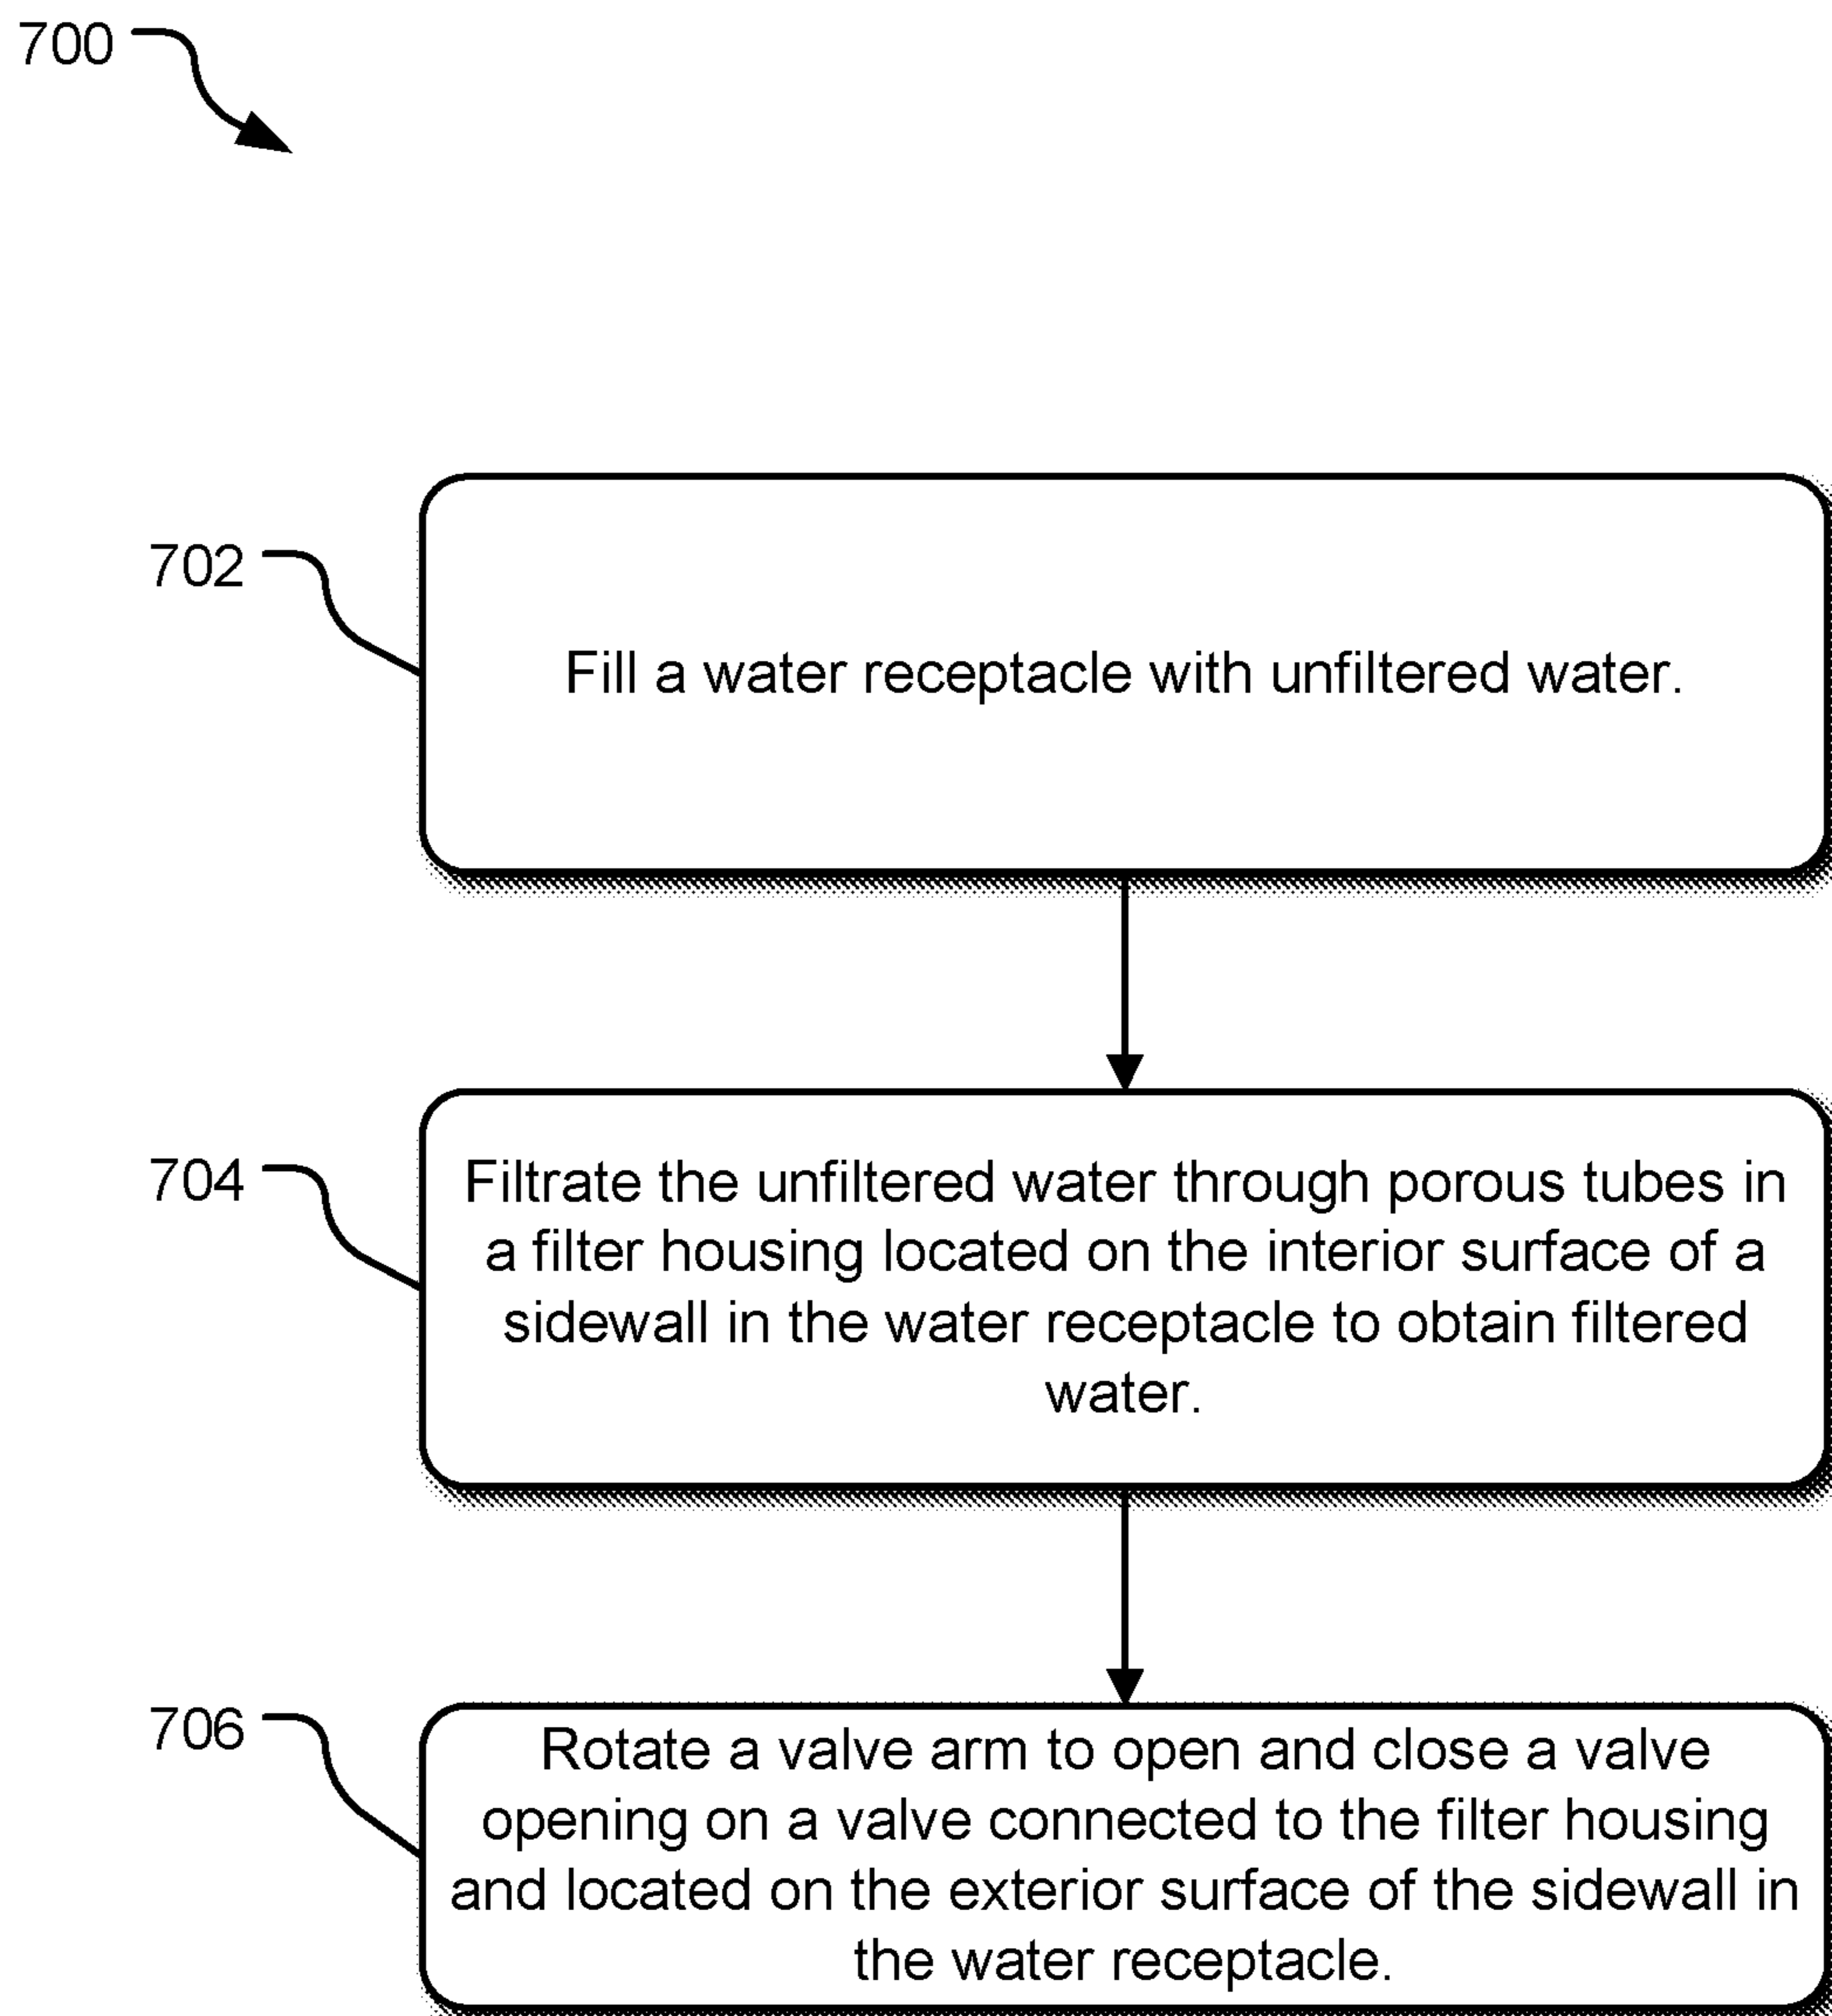 700
702
Fill a water receptacle with unfiltered water.
704
Filtrate the unfiltered water through porous tubes in
a filter housing located on the interior surface of a
sidewall in the water receptacle to obtain filtered
water.
706
Rotate a valve arm to open and close a valve
opening on a valve connected to the filter housing
and located on the exterior surface of the sidewall in
the water receptacle.